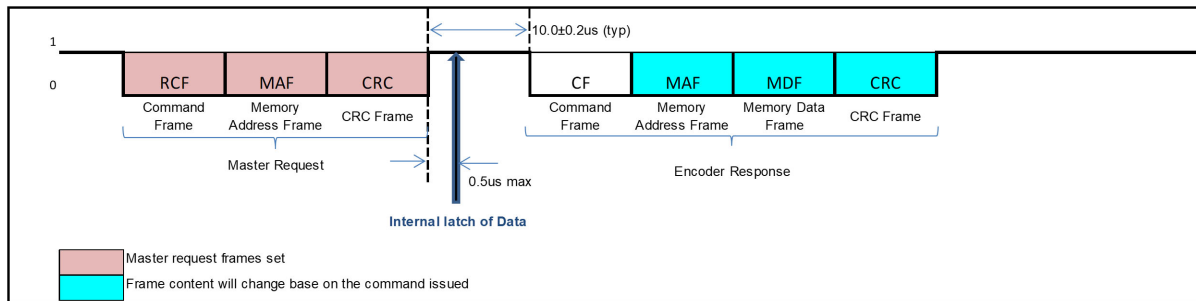 10.0±0.2us (typ)
1
0
RCF
MAF
CRC
CF
MAF
MDF
CRC
Command
Frame
Memory
Address Frame
CRC Frame
Command
Frame
Memory
Address Frame
Memory Data
Frame
CRC Frame
Master Request
0.5us max
Encoder Response
Internal latch of Data
Master request frames set
Frame content will change base on the command issued